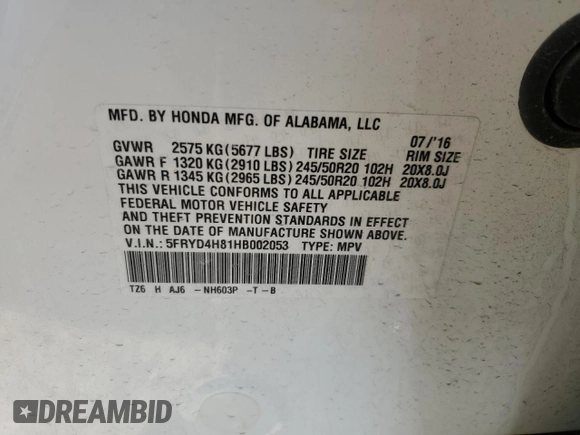 MFD. BY HONDA MFG. OF ALABAMA, LLC
07/'16
GVWR 2575 KG(5677 LBS) TIRE SIZE RIM SIZE
GAWR F 1320 KG(2910 LBS)245/50R20 102H 20X8.0J
GAWR R 1345 KG(2965 LBS)245/50R20 102H 20X8.0J
THIS VEHICLE CONFORMS TO ALL APPLICABLE
FEDERAL MOTOR VEHICLE SAFETY
AND THEFT PREVENTION STANDARDS IN EFFECT
ON THE DATE OF MANUFACTURE SHOWN ABOVE
V.I.N.: 5FRYD4H81HB002053 TYPE: MPV
TZ6 H AJ6 -NH603P -T-B
DREAMBID